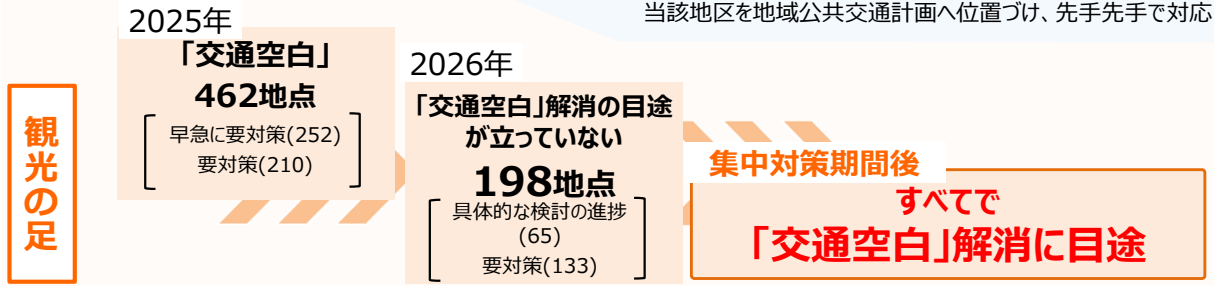 当該地区を地域公共交通計画へ位置づけ、先手先手で対応
観光の足
2025年
「交通空白」
462地点
早急に要対策(252)
要対策(210)
2026年
「交通空白」解消の目途
が立っていない
198地点
具体的な検討の進捗
(65)
要対策(133)
集中対策期間後
すべてで
「交通空白」解消に目途